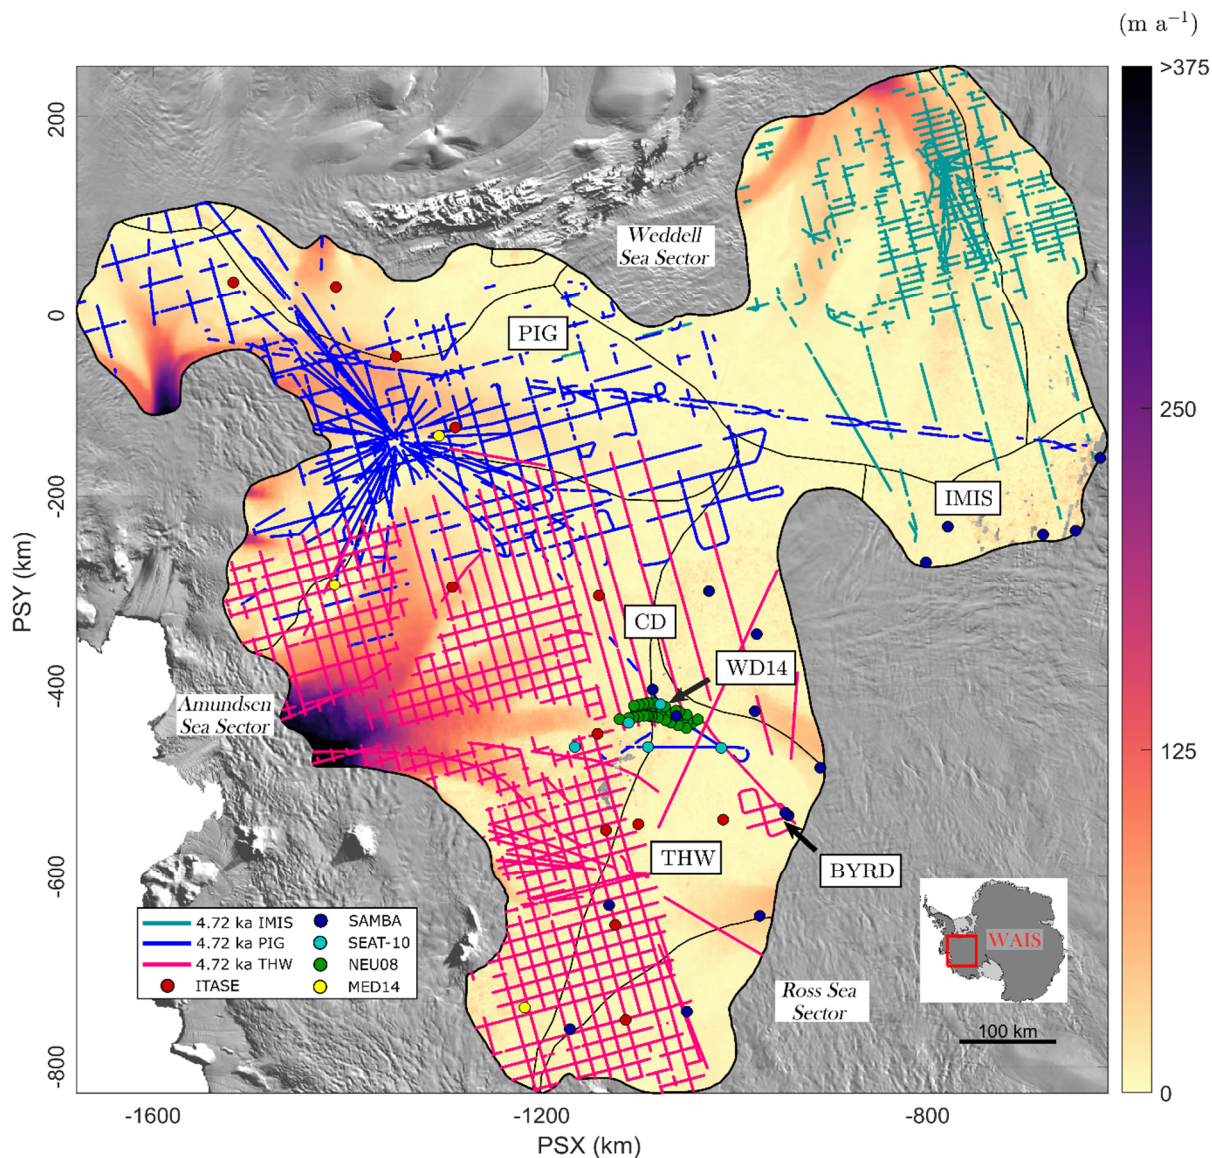 (m a⁻¹)
>375
250
125
0
200
0
-200
-400
-600
-800
PSY (km)
-1600
-1200
-800
PSX (km)
Weddell
Sea Sector
PIG
IMIS
CD
WD14
Amundsen
Sea Sector
THW
BYRD
4.72 ka IMIS
4.72 ka PIG
4.72 ka THW
ITASE
SAMBA
SEAT-10
NEU08
MED14
WAIS
Ross Sea
Sector
100 km